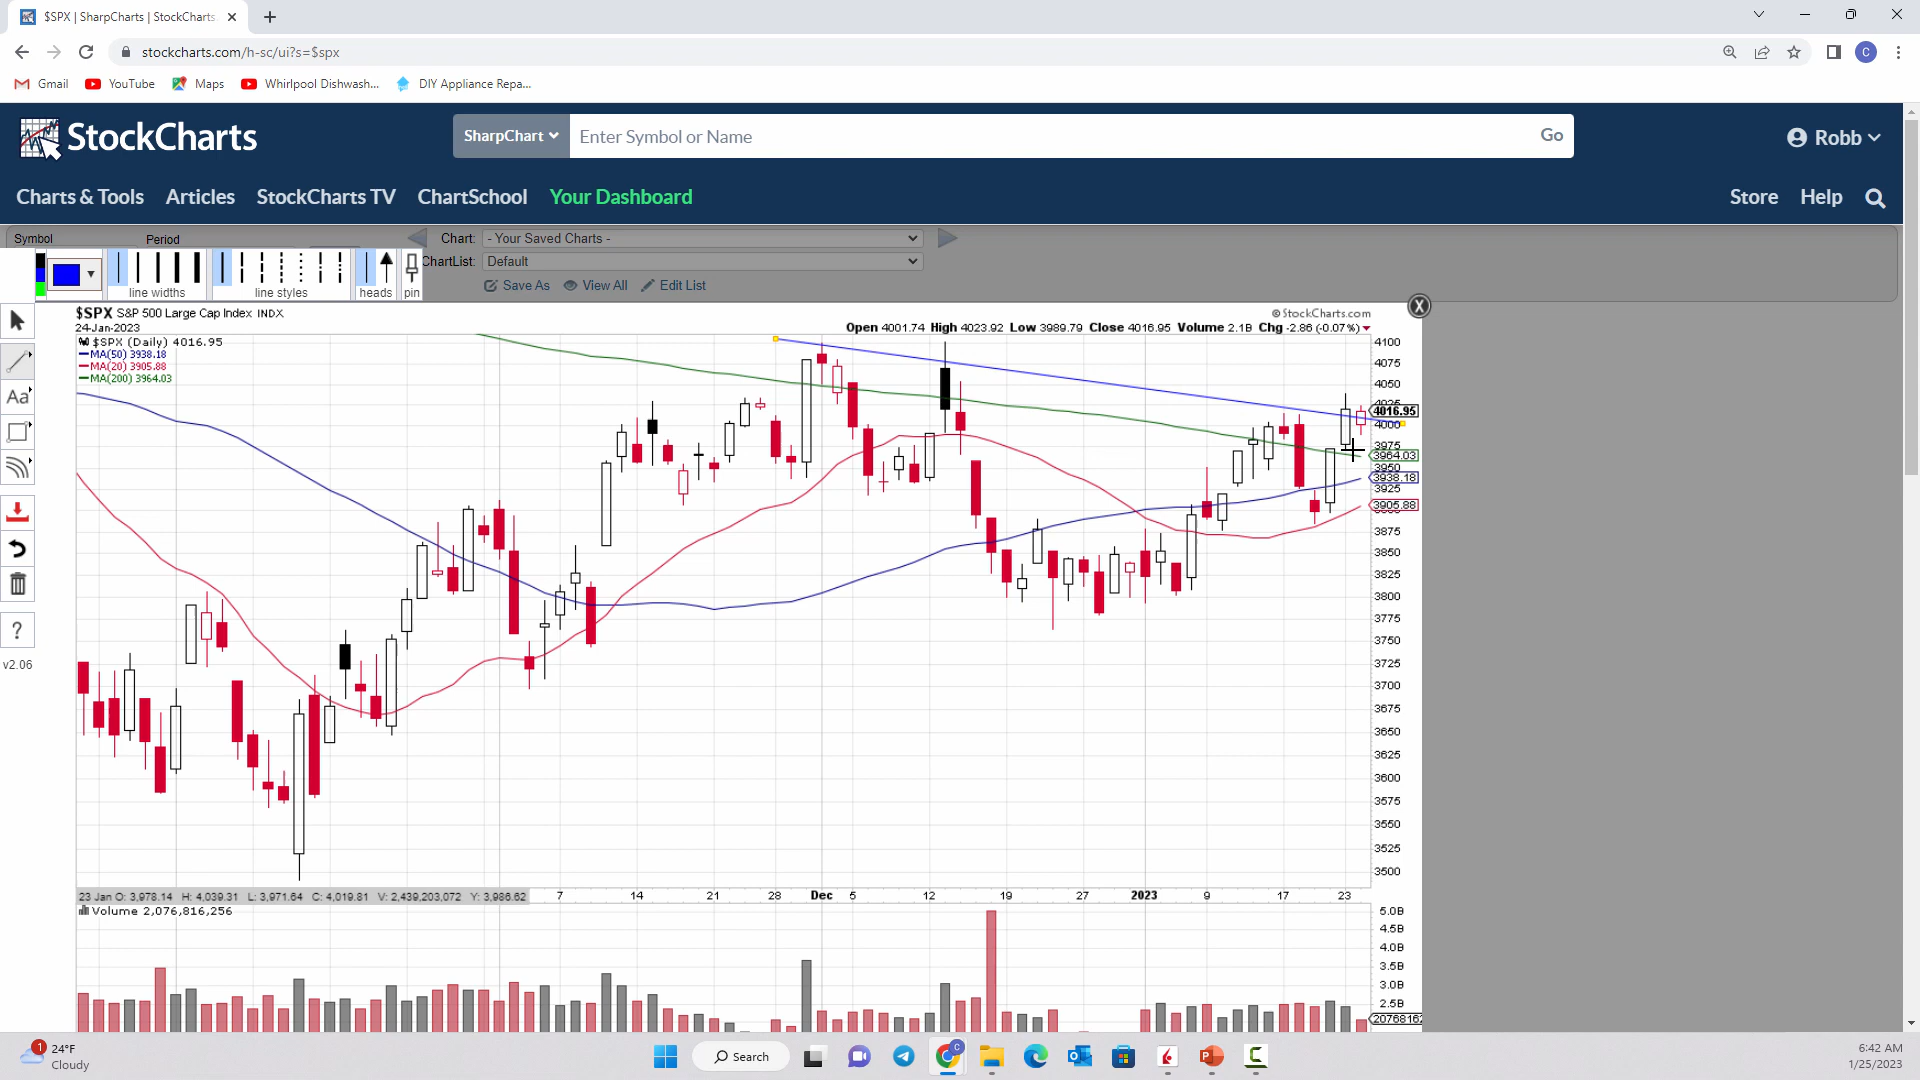 $SPX | SharpCharts | StockCharts
stockcharts.com/h-sc/ui?s=$spx
C
Gmail YouTube Maps Whirlpool Dishwash... DIY Appliance Repa...
StockCharts
SharpChart Enter Symbol or Name Go
Robb
Charts & Tools Articles StockCharts TV ChartSchool Your Dashboard
Store Help
Symbol Period
Chart: - Your Saved Charts -
ChartList: Default
Save As View All Edit List
line widths line styles heads pin
Aa
?
v2.06
$SPX S&P 500 Large Cap Index INDX
© StockCharts.com
X
24-Jan-2023
Open 4001.74 High 4023.92 Low 3989.79 Close 4016.95 Volume 2.1B Chg -2.86 (-0.07%)
$SPX (Daily) 4016.95
MA(50) 3938.18
MA(20) 3905.88
MA(200) 3964.03
4100
4075
4050
4025
4016.95
4000
3975
3964.03
3950
3938.18
3925
3905.88
3900
3875
3850
3825
3800
3775
3750
3725
3700
3675
3650
3625
3600
3575
3550
3525
3500
23 Jan O: 3,978.14 H: 4,039.31 L: 3,971.64 C: 4,019.81 V: 2,439,203,072 Y: 3,986.62
7 14 21 28 Dec 5 12 19 27 2023 9 17 23
Volume 2,076,816,256
5.0B
4.5B
4.0B
3.5B
3.0B
2.5B
20768162
1
24°F
Cloudy
Search
C
6:42 AM
1/25/2023